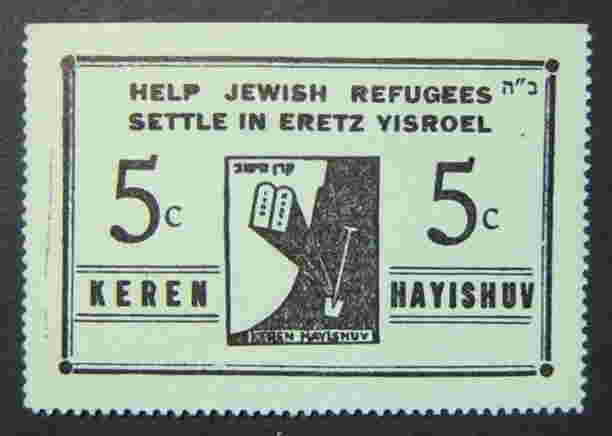 ב"ה
HELP JEWISH REFUGEES
SETTLE IN ERETZ YISROEL
5c
קרן הישוב
5c
KEREN
HAYISHUV
KEREN HAYISHUV